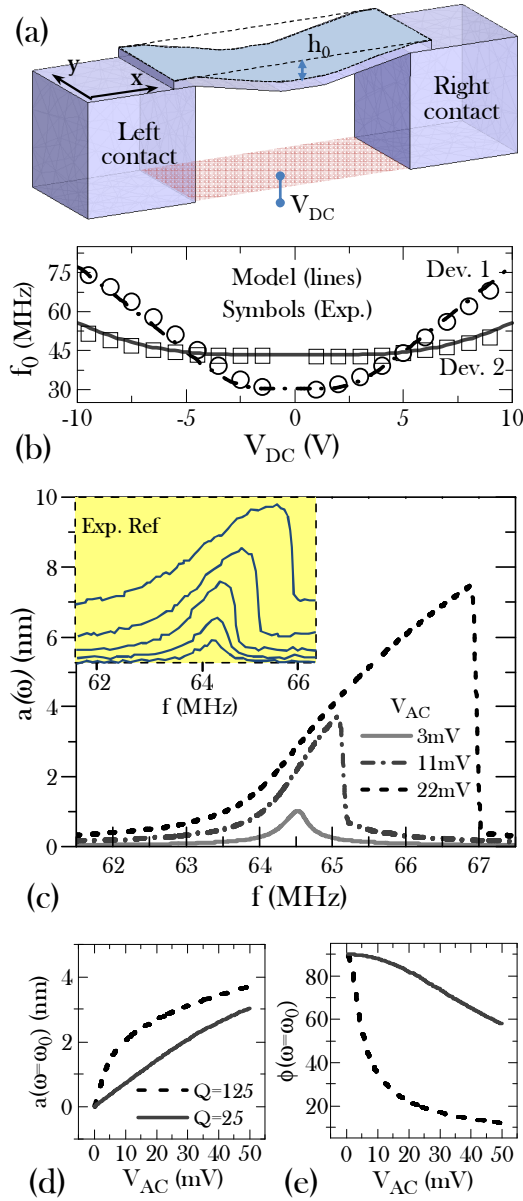 (a)
h0
y
x
Left contact
Right contact
VDC
75
60
45
30
f0 (MHz)
Model (lines)
Symbols (Exp.)
Dev. 1
Dev. 2
-10 -5 0 5 10
(b)
VDC (V)
10
8
6
4
2
0
a(ω) (nm)
Exp. Ref
62 64 66
f (MHz)
VAC
3mV
11mV
22mV
62 63 64 65 66 67
(c)
f (MHz)
4
2
0
a(ω=ω0) (nm)
Q=125
Q=25
0 10 20 30 40 50
(d)
VAC (mV)
80
60
40
20
ϕ(ω=ω0)
0 10 20 30 40 50
(e)
VAC (mV)